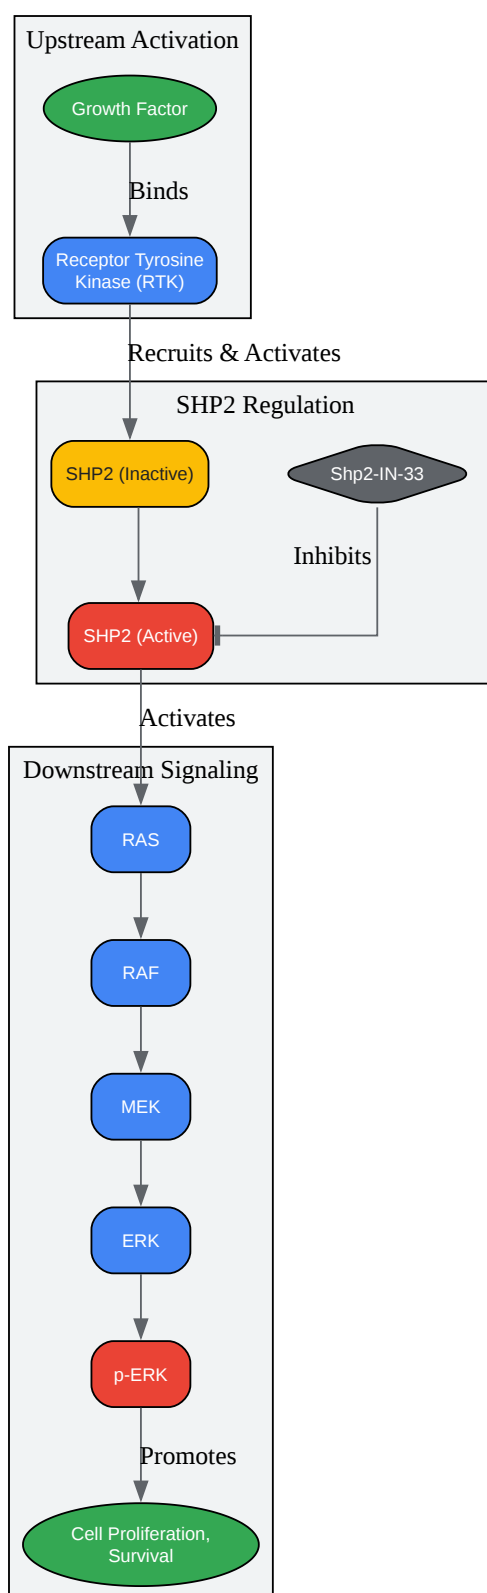 Upstream Activation
Growth Factor
Binds
Receptor Tyrosine
Kinase (RTK)
Recruits & Activates
SHP2 Regulation
SHP2 (Inactive)
Shp2-IN-33
Inhibits
SHP2 (Active)
Activates
Downstream Signaling
RAS
RAF
MEK
ERK
p-ERK
Promotes
Cell Proliferation,
Survival